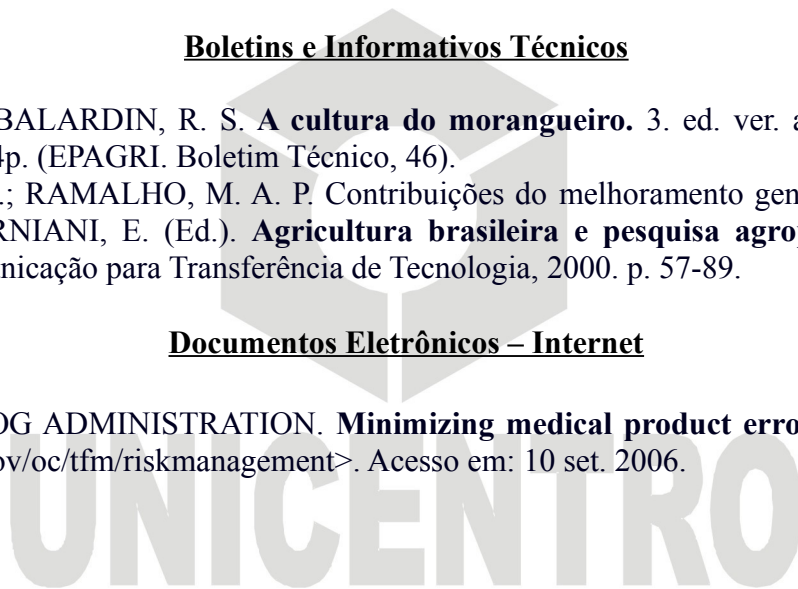 Boletins e Informativos Técnicos
BALARDIN, R. S. A cultura do morangueiro. 3. ed. ver. a
4p. (EPAGRI. Boletim Técnico, 46).
.; RAMALHO, M. A. P. Contribuições do melhoramento gen
RNIANI, E. (Ed.). Agricultura brasileira e pesquisa agrop
nicação para Transferência de Tecnologia, 2000. p. 57-89.
Documentos Eletrônicos – Internet
OG ADMINISTRATION. Minimizing medical product erro
ov/oc/tfm/riskmanagement>. Acesso em: 10 set. 2006.
UNICENTRO